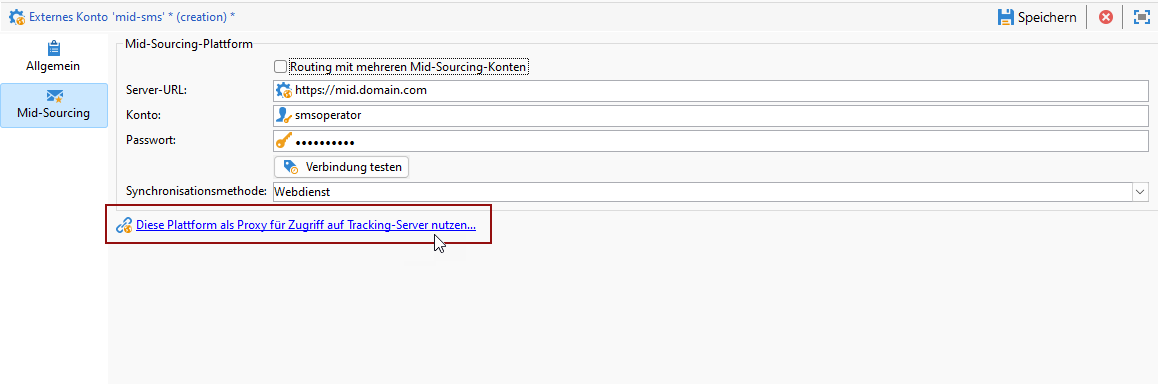 Externes Konto 'mid-sms' * (creation) *
Speichern
Allgemein
Mid-Sourcing
Mid-Sourcing-Plattform
Routing mit mehreren Mid-Sourcing-Konten
Server-URL: https://mid.domain.com
Konto: smsoperator
Passwort: ••••••••••
Verbindung testen
Synchronisationsmethode: Webdienst
Diese Plattform als Proxy für Zugriff auf Tracking-Server nutzen...